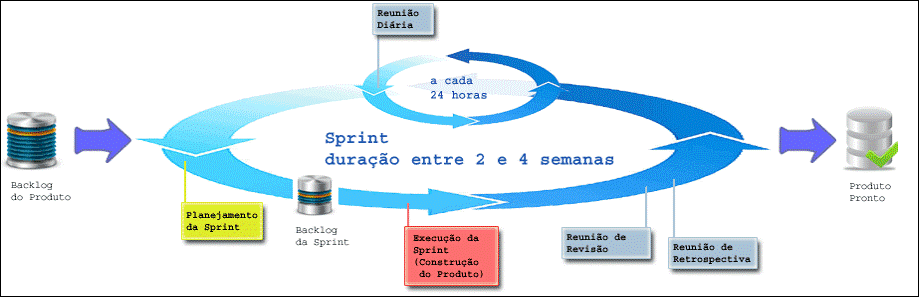 Reunião
Diária
a cada
24 horas
Sprint
duração entre 2 e 4 semanas
Backlog
do Produto
Planejamento
da Sprint
Backlog
da Sprint
Execução da
Sprint
(Construção
do Produto)
Reunião de
Revisão
Reunião de
Retrospectiva
Produto
Pronto